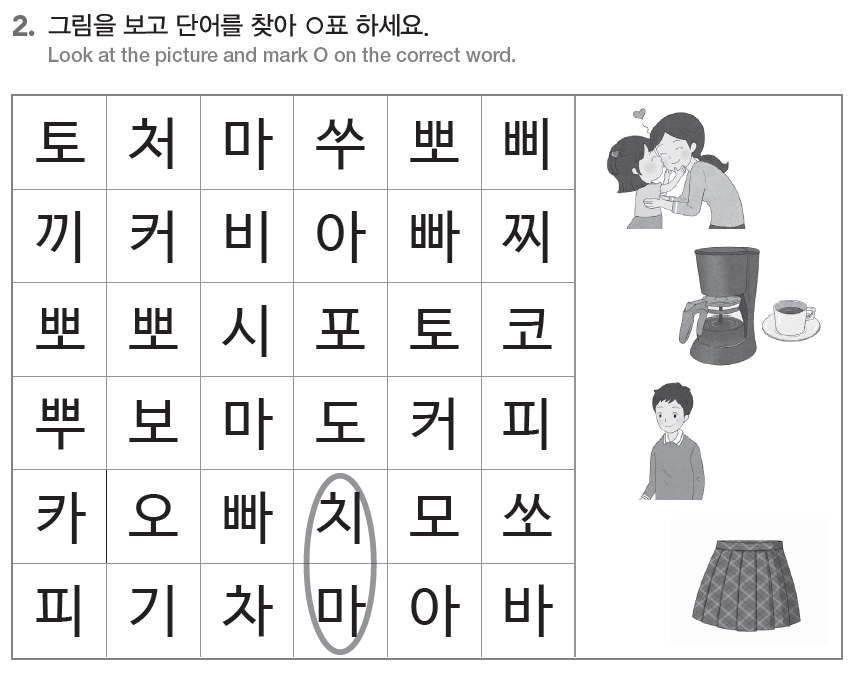 2. 그림을 보고 단어를 찾아 O표 하세요.
Look at the picture and mark O on the correct word.
토 처 마 쑤 뽀 삐
끼 커 비 아 빠 찌
뽀 뽀 시 포 토 코
뿌 보 마 도 커 피
카 오 빠 치 모 쏘
피 기 차 마 아 바